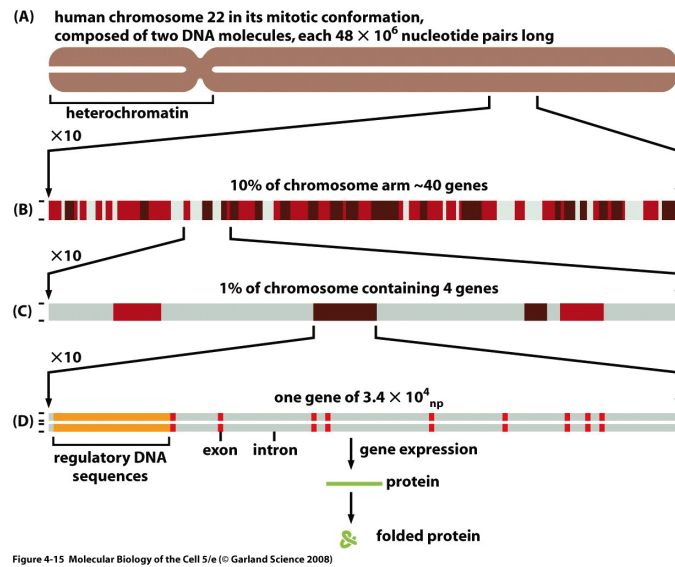 (A) human chromosome 22 in its mitotic conformation,
composed of two DNA molecules, each 48 × 10⁶ nucleotide pairs long
heterochromatin
×10
10% of chromosome arm ~40 genes
(B)
×10
1% of chromosome containing 4 genes
(C)
×10
one gene of 3.4 × 10⁴np
(D)
regulatory DNA
sequences
exon
intron
gene expression
protein
folded protein
Figure 4-15 Molecular Biology of the Cell 5/e (© Garland Science 2008)